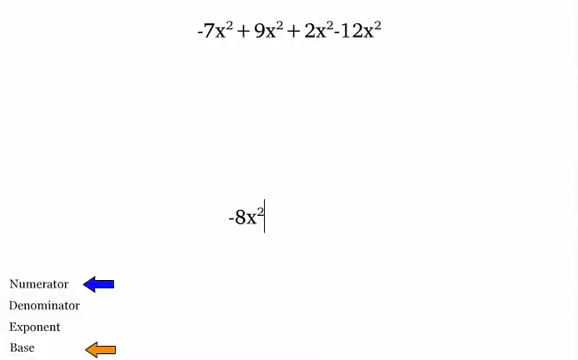 -7x²+9x²+2x²-12x²
-8x²
Numerator
Denominator
Exponent
Base